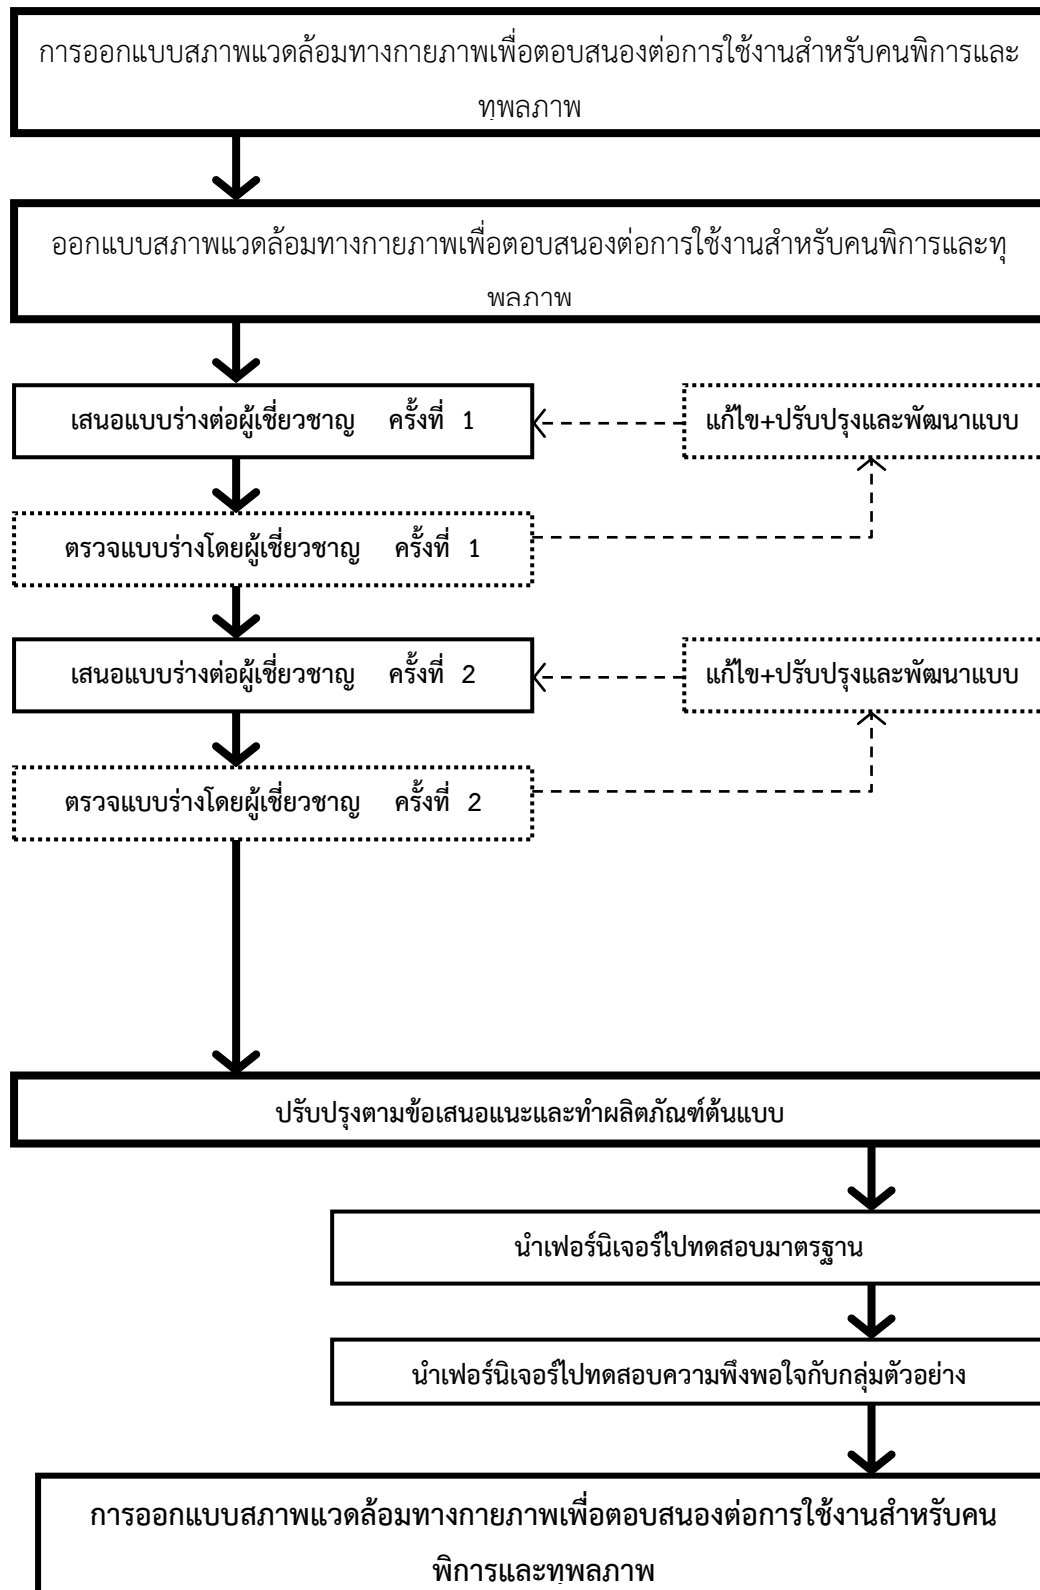 การออกแบบสภาพแวดล้อมทางกายภาพเพื่อตอบสนองต่อการใช้งานสำหรับคนพิการและ
ทุพลภาพ
ออกแบบสภาพแวดล้อมทางกายภาพเพื่อตอบสนองต่อการใช้งานสำหรับคนพิการและทุ
พลภาพ
เสนอแบบร่างต่อผู้เชี่ยวชาญ ครั้งที่ 1
แก้ไข+ปรับปรุงและพัฒนาแบบ
ตรวจแบบร่างโดยผู้เชี่ยวชาญ ครั้งที่ 1
เสนอแบบร่างต่อผู้เชี่ยวชาญ ครั้งที่ 2
แก้ไข+ปรับปรุงและพัฒนาแบบ
ตรวจแบบร่างโดยผู้เชี่ยวชาญ ครั้งที่ 2
ปรับปรุงตามข้อเสนอแนะและทำผลิตภัณฑ์ต้นแบบ
นำเฟอร์นิเจอร์ไปทดสอบมาตรฐาน
นำเฟอร์นิเจอร์ไปทดสอบความพึงพอใจกับกลุ่มตัวอย่าง
การออกแบบสภาพแวดล้อมทางกายภาพเพื่อตอบสนองต่อการใช้งานสำหรับคน
พิการและทุพลภาพ